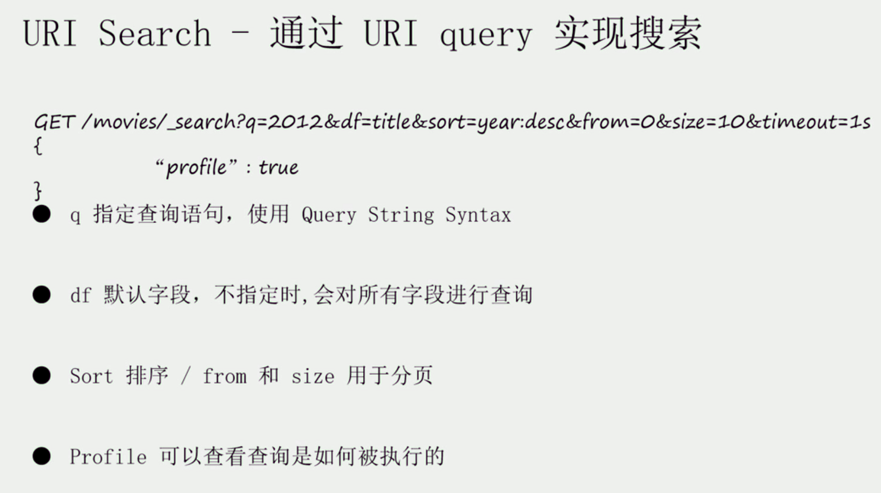 URI Search - 通过 URI query 实现搜索
GET /movies/_search?q=2012&df=title&sort=year:desc&from=0&size=10&timeout=1s
{
“profile”: true
}
● q 指定查询语句，使用 Query String Syntax
● df 默认字段，不指定时,会对所有字段进行查询
● Sort 排序 / from 和 size 用于分页
● Profile 可以查看查询是如何被执行的